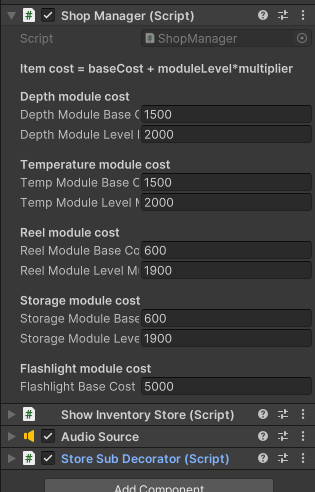 Shop Manager (Script)
Script ShopManager
Item cost = baseCost + moduleLevel*multiplier
Depth module cost
Depth Module Base C 1500
Depth Module Level 2000
Temperature module cost
Temp Module Base C 1500
Temp Module Level M 2000
Reel module cost
Reel Module Base Co 600
Reel Module Level M 1900
Storage module cost
Storage Module Base 600
Storage Module Leve 1900
Flashlight module cost
Flashlight Base Cost 5000
Show Inventory Store (Script)
Audio Source
Store Sub Decorator (Script)
Add Component